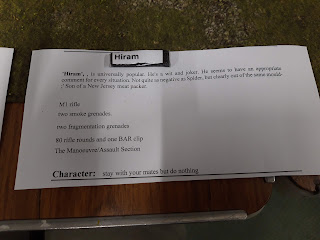 Hiram
'Hiram', , is universally popular. He's a wit and joker. He seems to have an appropriate
comment for every situation. Not quite as negative as Spider, but clearly out of the same moulds
/' Son of a New Jersey meat packer.
M1 rifle
two smoke grenades.
two fragmentation grenades
80 rifle rounds and one BAR clip
The Manoeuvre/Assault Section
Character: stay with your mates but do nothing